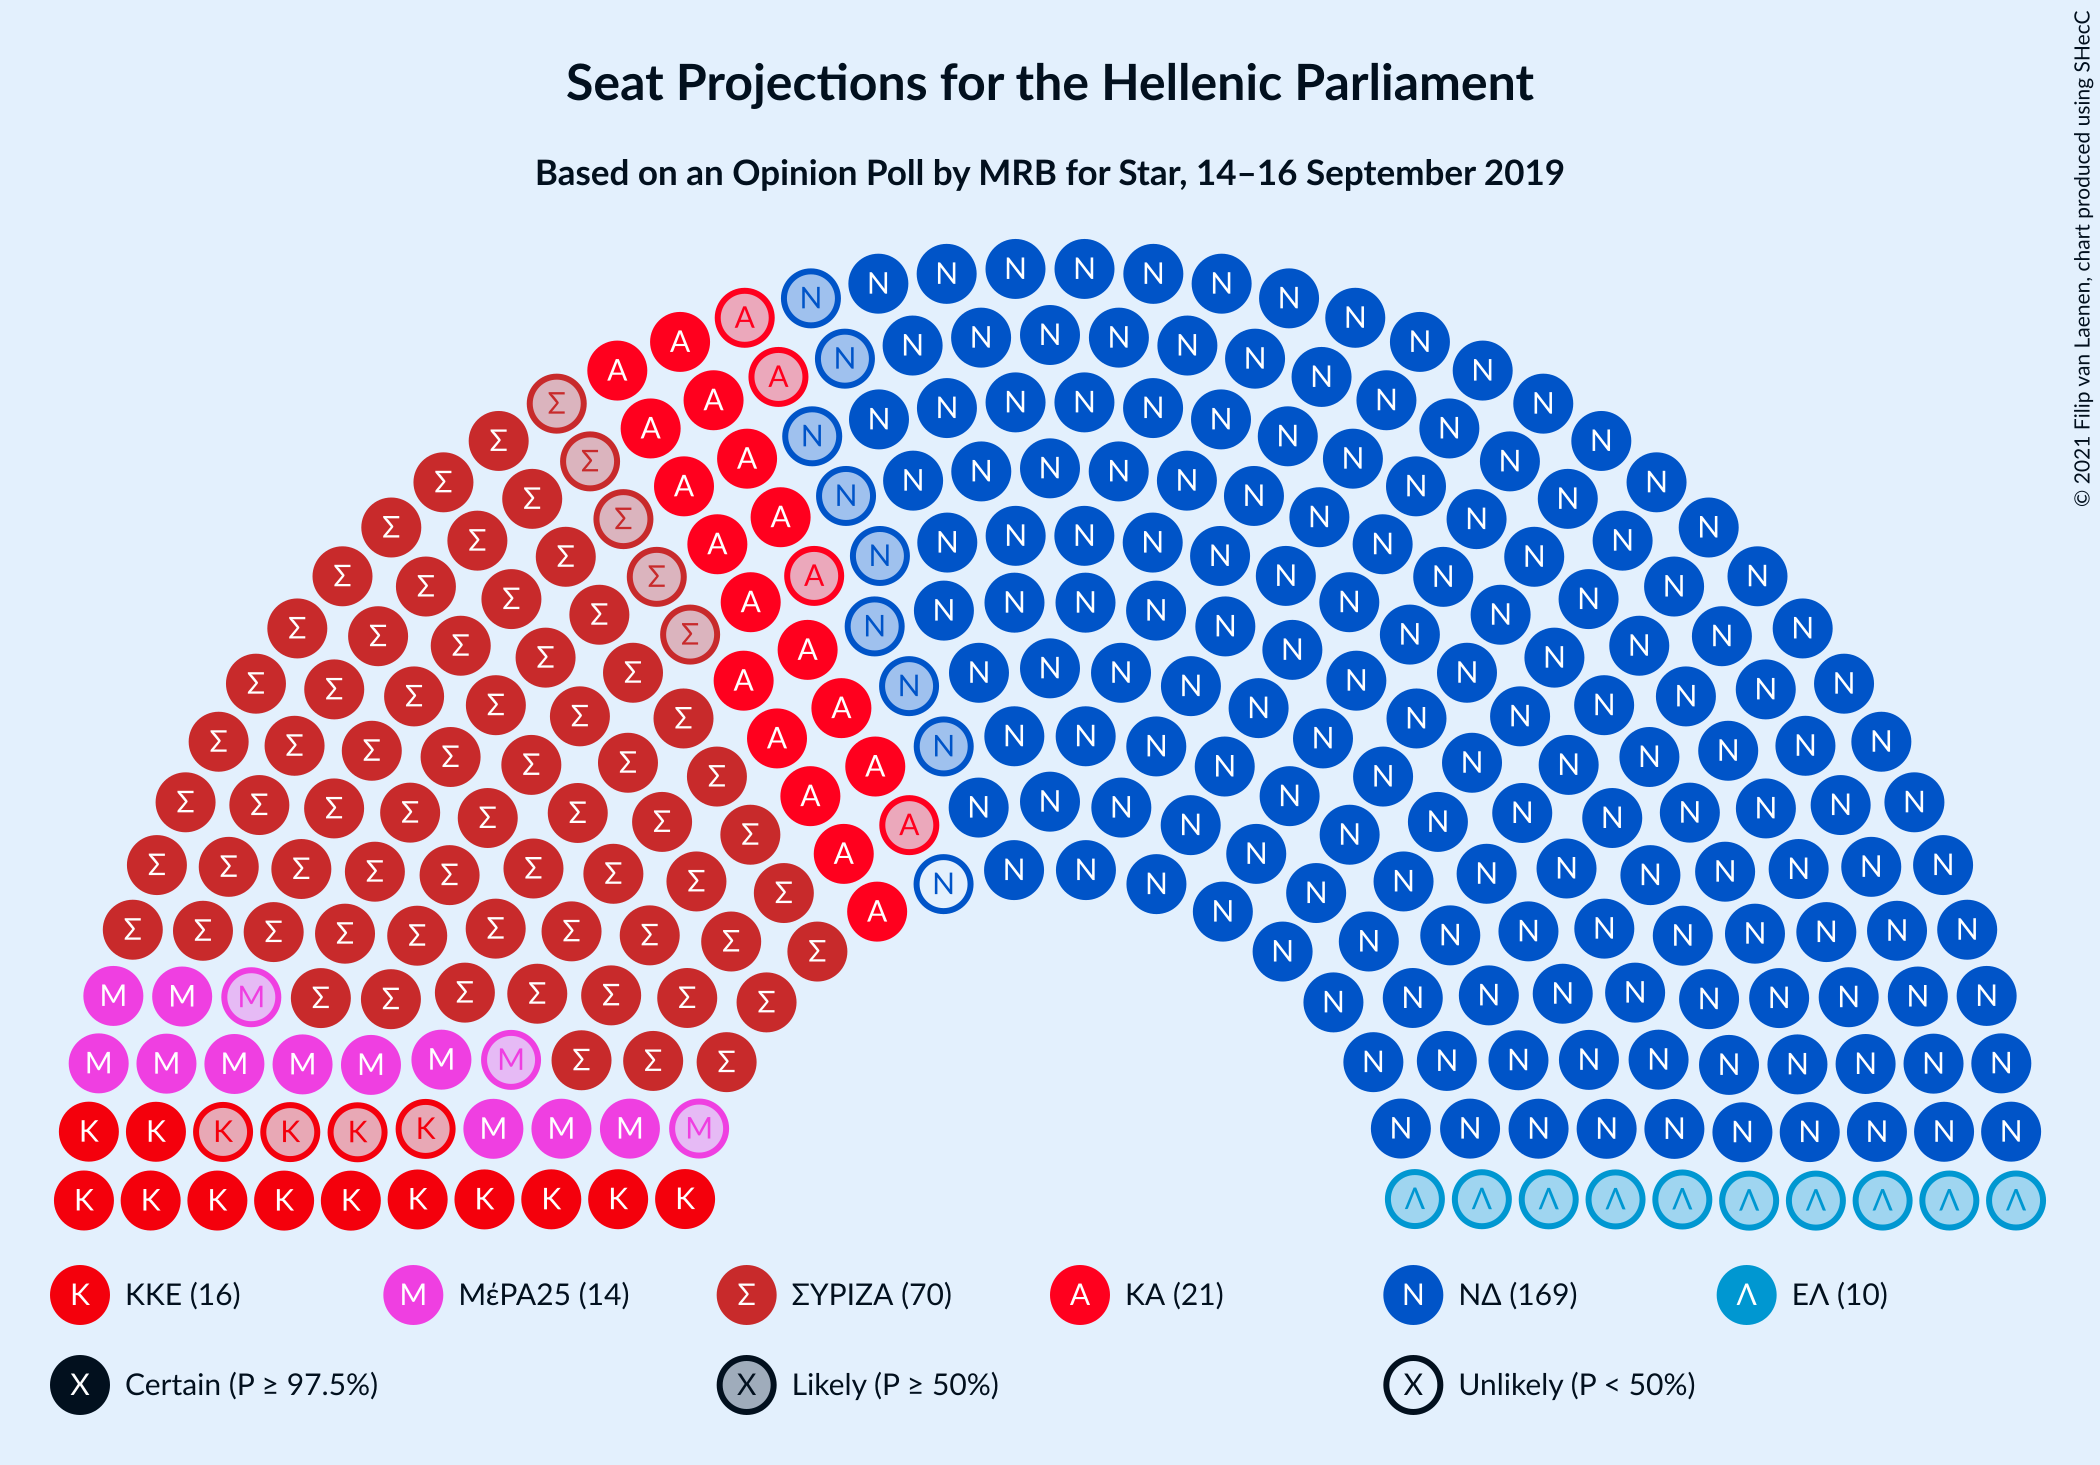 Seat Projections for the Hellenic Parliament
Based on an Opinion Poll by MRB for Star, 14–16 September 2019
© 2021 Filip van Laenen, chart produced using SHecC
K ΚΚΕ (16)
M ΜέΡΑ25 (14)
Σ ΣΥΡΙΖΑ (70)
A ΚΑ (21)
N ΝΔ (169)
Λ ΕΛ (10)
X Certain (P ≥ 97.5%)
X Likely (P ≥ 50%)
X Unlikely (P < 50%)